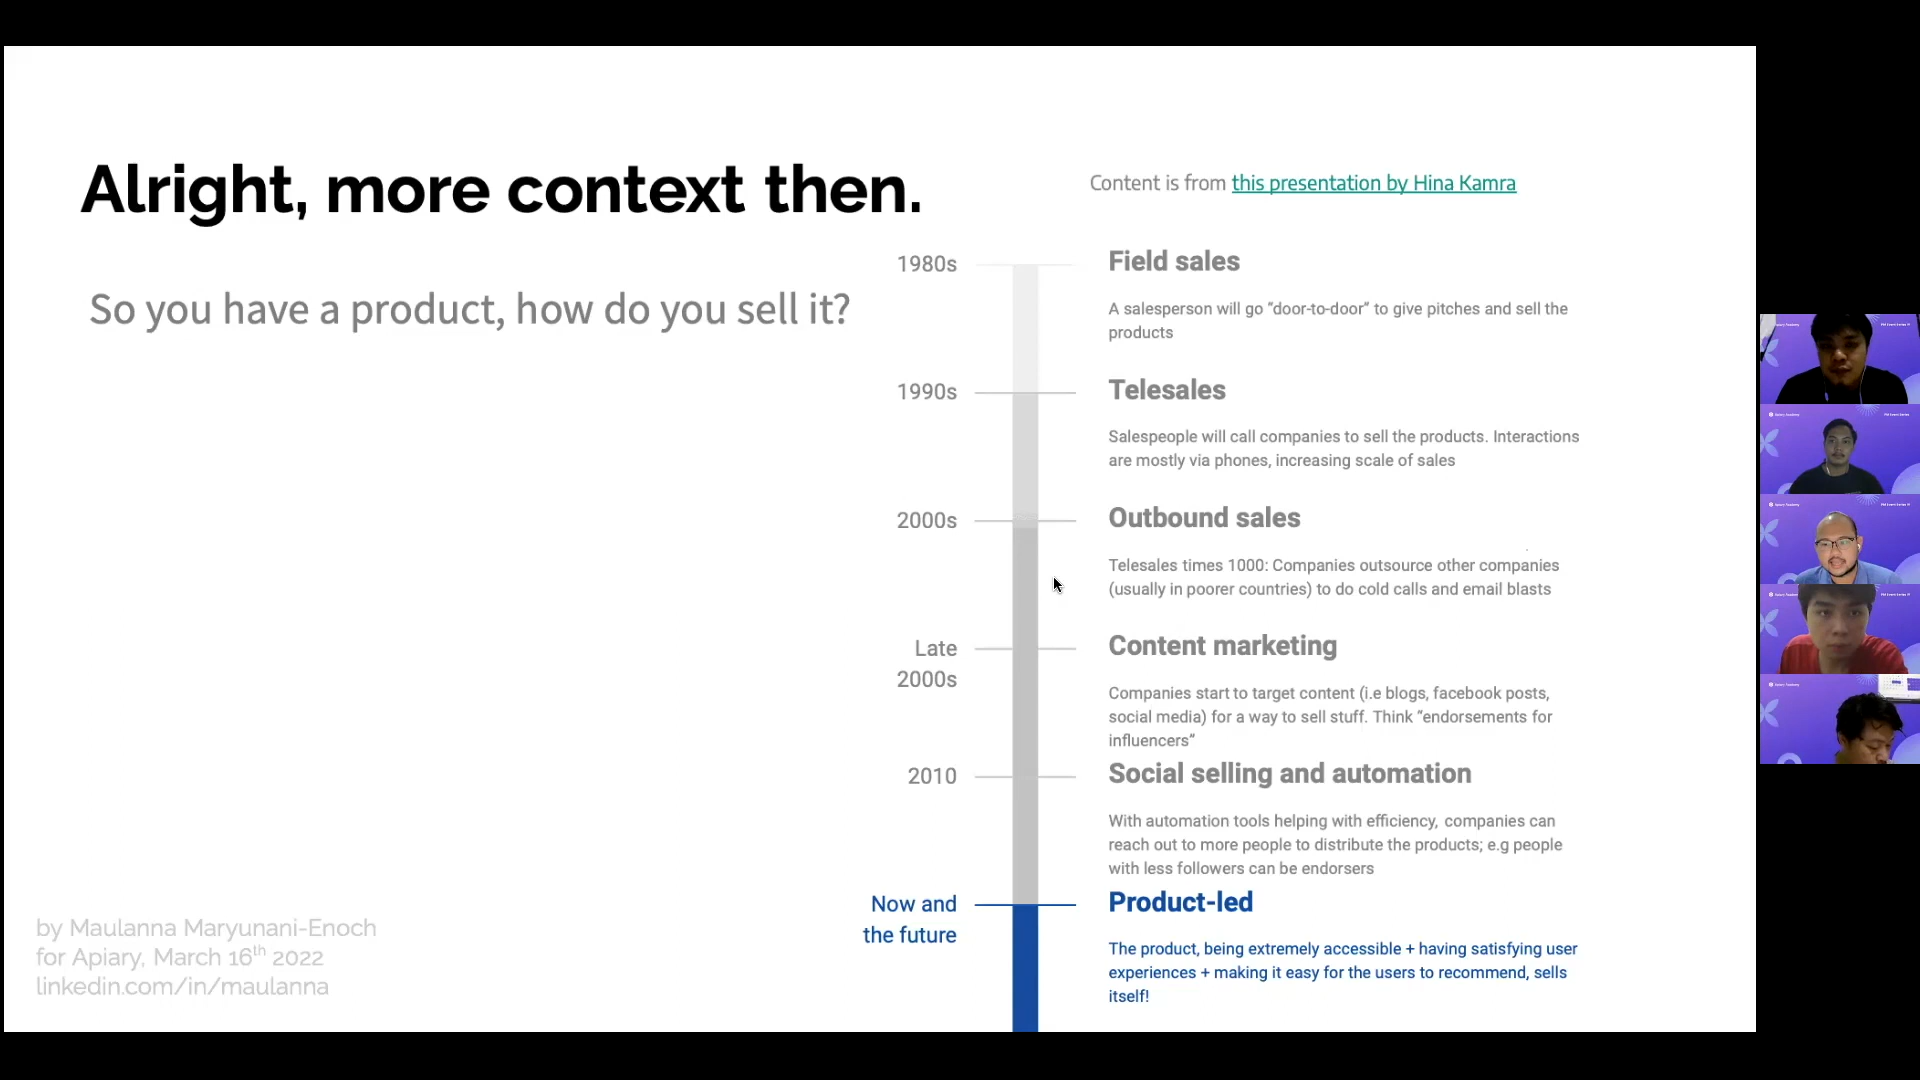 Alright, more context then.
Content is from this presentation by Hina Kamra
So you have a product, how do you sell it?
1980s
Field sales
A salesperson will go “door-to-door” to give pitches and sell the
products
1990s
Telesales
Salespeople will call companies to sell the products. Interactions
are mostly via phones, increasing scale of sales
2000s
Outbound sales
Telesales times 1000: Companies outsource other companies
(usually in poorer countries) to do cold calls and email blasts
Late
2000s
Content marketing
Companies start to target content (i.e blogs, facebook posts,
social media) for a way to sell stuff. Think “endorsements for
influencers”
2010
Social selling and automation
With automation tools helping with efficiency, companies can
reach out to more people to distribute the products; e.g people
with less followers can be endorsers
Now and
the future
Product-led
The product, being extremely accessible + having satisfying user
experiences + making it easy for the users to recommend, sells
itself!
by Maulanna Maryunani-Enoch
for Apiary, March 16th 2022
linkedin.com/in/maulanna